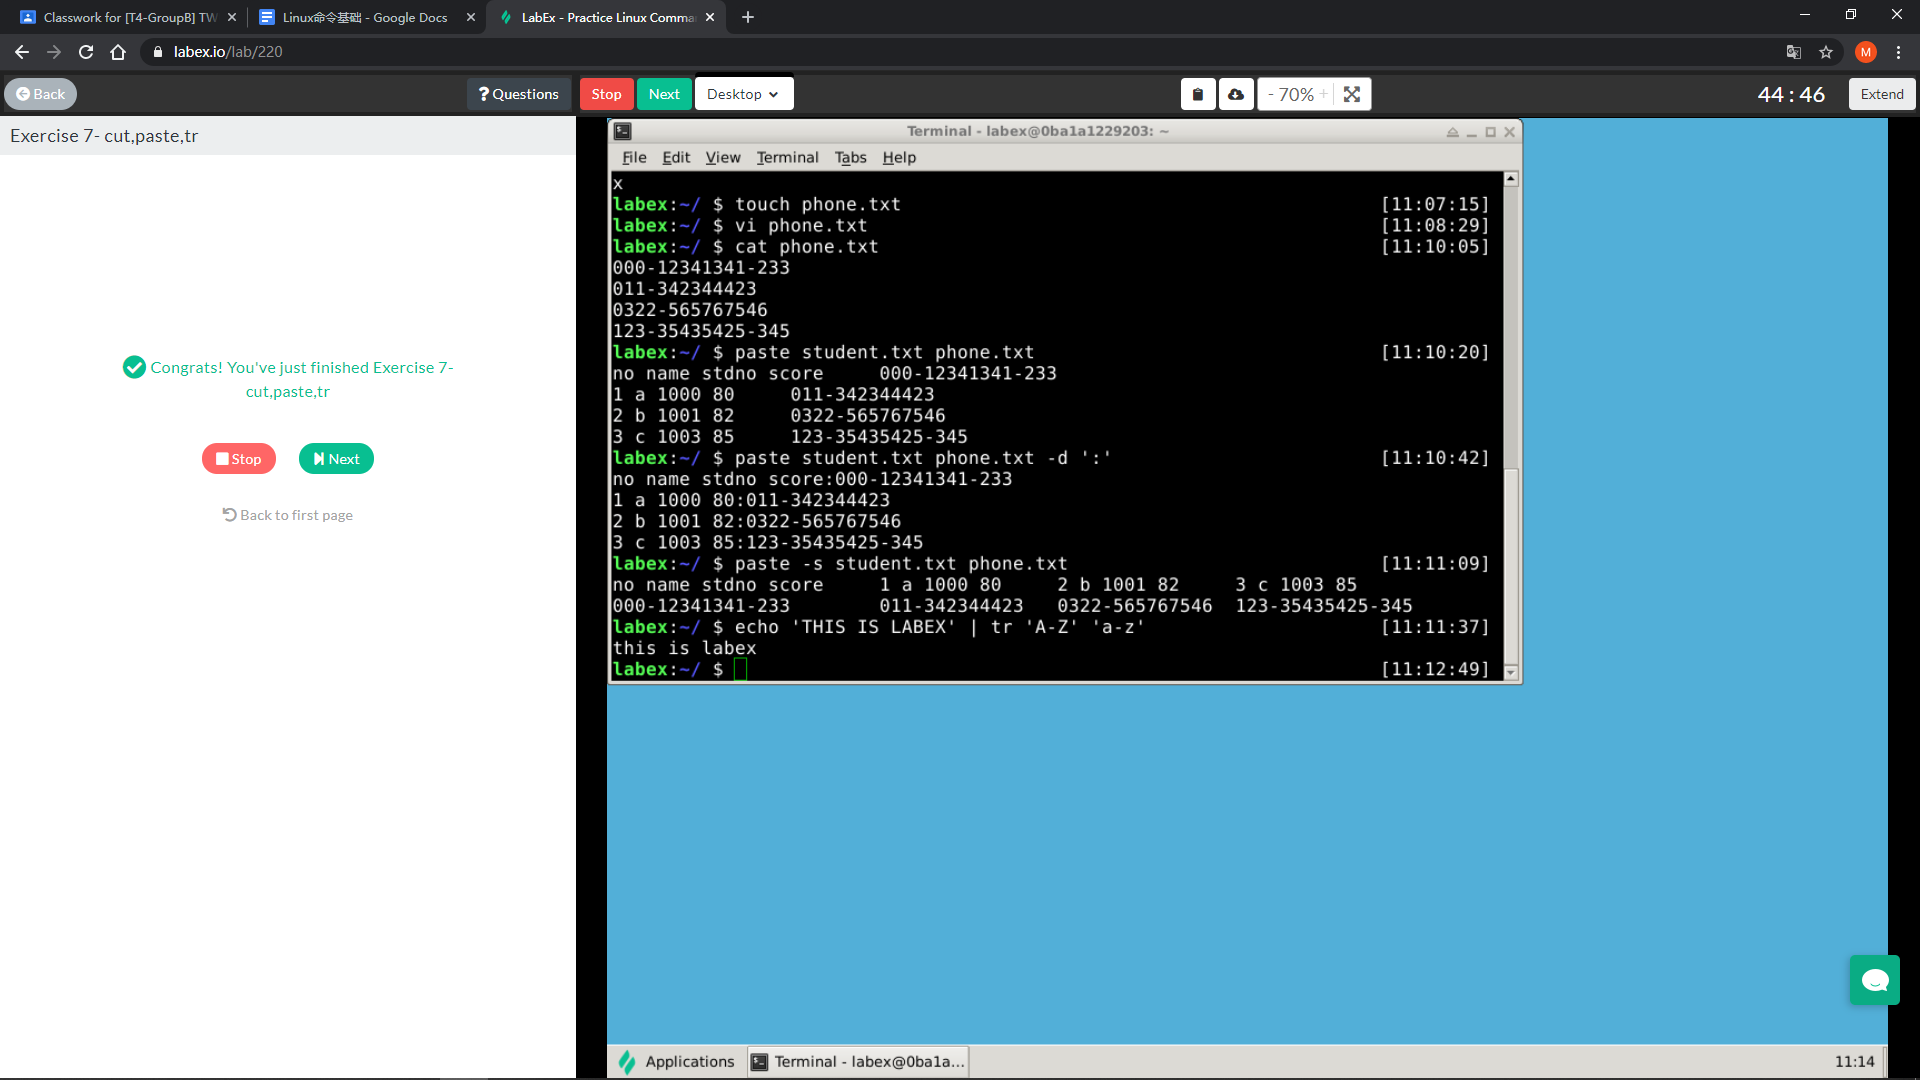 Classwork for [T4-GroupB] TW
Linux命令基础 - Google Docs
LabEx - Practice Linux Comma
labex.io/lab/220
M
Back
? Questions
Stop
Next
Desktop
- 70% +
44 : 46
Extend
Exercise 7- cut,paste,tr
Congrats! You've just finished Exercise 7-
cut,paste,tr
Stop
Next
Back to first page
Terminal - labex@0ba1a1229203: ~
File Edit View Terminal Tabs Help
x
labex:~/ $ touch phone.txt [11:07:15]
labex:~/ $ vi phone.txt [11:08:29]
labex:~/ $ cat phone.txt [11:10:05]
000-12341341-233
011-342344423
0322-565767546
123-35435425-345
labex:~/ $ paste student.txt phone.txt [11:10:20]
no name stdno score 000-12341341-233
1 a 1000 80 011-342344423
2 b 1001 82 0322-565767546
3 c 1003 85 123-35435425-345
labex:~/ $ paste student.txt phone.txt -d ':' [11:10:42]
no name stdno score:000-12341341-233
1 a 1000 80:011-342344423
2 b 1001 82:0322-565767546
3 c 1003 85:123-35435425-345
labex:~/ $ paste -s student.txt phone.txt [11:11:09]
no name stdno score 1 a 1000 80 2 b 1001 82 3 c 1003 85
000-12341341-233 011-342344423 0322-565767546 123-35435425-345
labex:~/ $ echo 'THIS IS LABEX' | tr 'A-Z' 'a-z' [11:11:37]
this is labex
labex:~/ $ [11:12:49]
Applications
Terminal - labex@0ba1a...
11:14